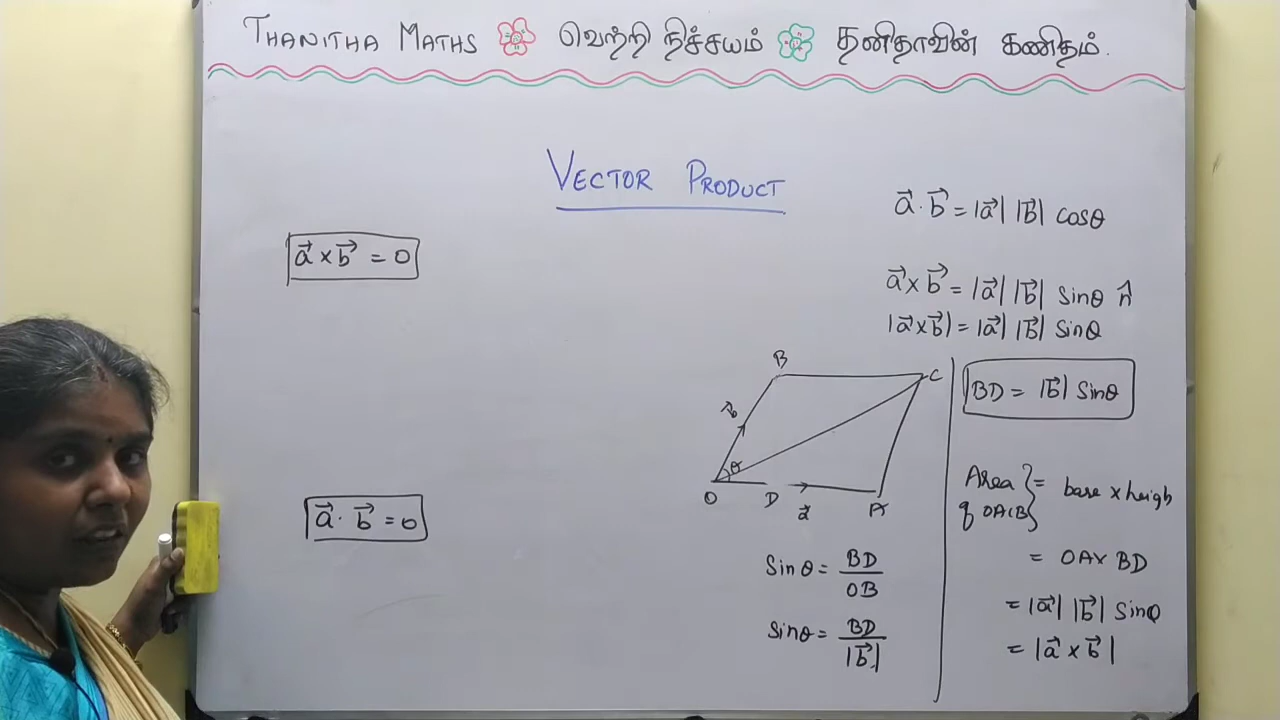 THANITHA MATHS வெற்றி நிச்சயம் தனிதாவின் கணிதம்.
VECTOR PRODUCT
a⃗ × b⃗ = 0
a⃗ . b⃗ = 0
a⃗ . b⃗ = |a⃗| |b⃗| cosθ
a⃗ × b⃗ = |a⃗| |b⃗| sinθ n̂
|a⃗ × b⃗| = |a⃗| |b⃗| sinθ
B
C
b⃗
θ
O D a⃗ A
Sinθ = BD / OB
Sinθ = BD / |b⃗|
BD = |b⃗| Sinθ
Area of OACB } = base × heigh
= OA × BD
= |a⃗| |b⃗| Sinθ
= |a⃗ × b⃗|